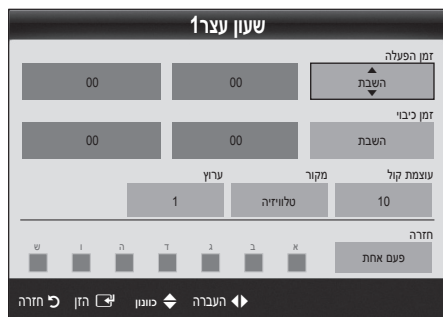 שעון עצר1
זמן הפעלה
השבת 00 00
זמן כיבוי
השבת 00 00
עוצמת קול מקור ערוץ
10 טלוויזיה 1
חזרה
פעם אחת א ב ג ד ה ו ש
העברה כוונון הזן חזרה